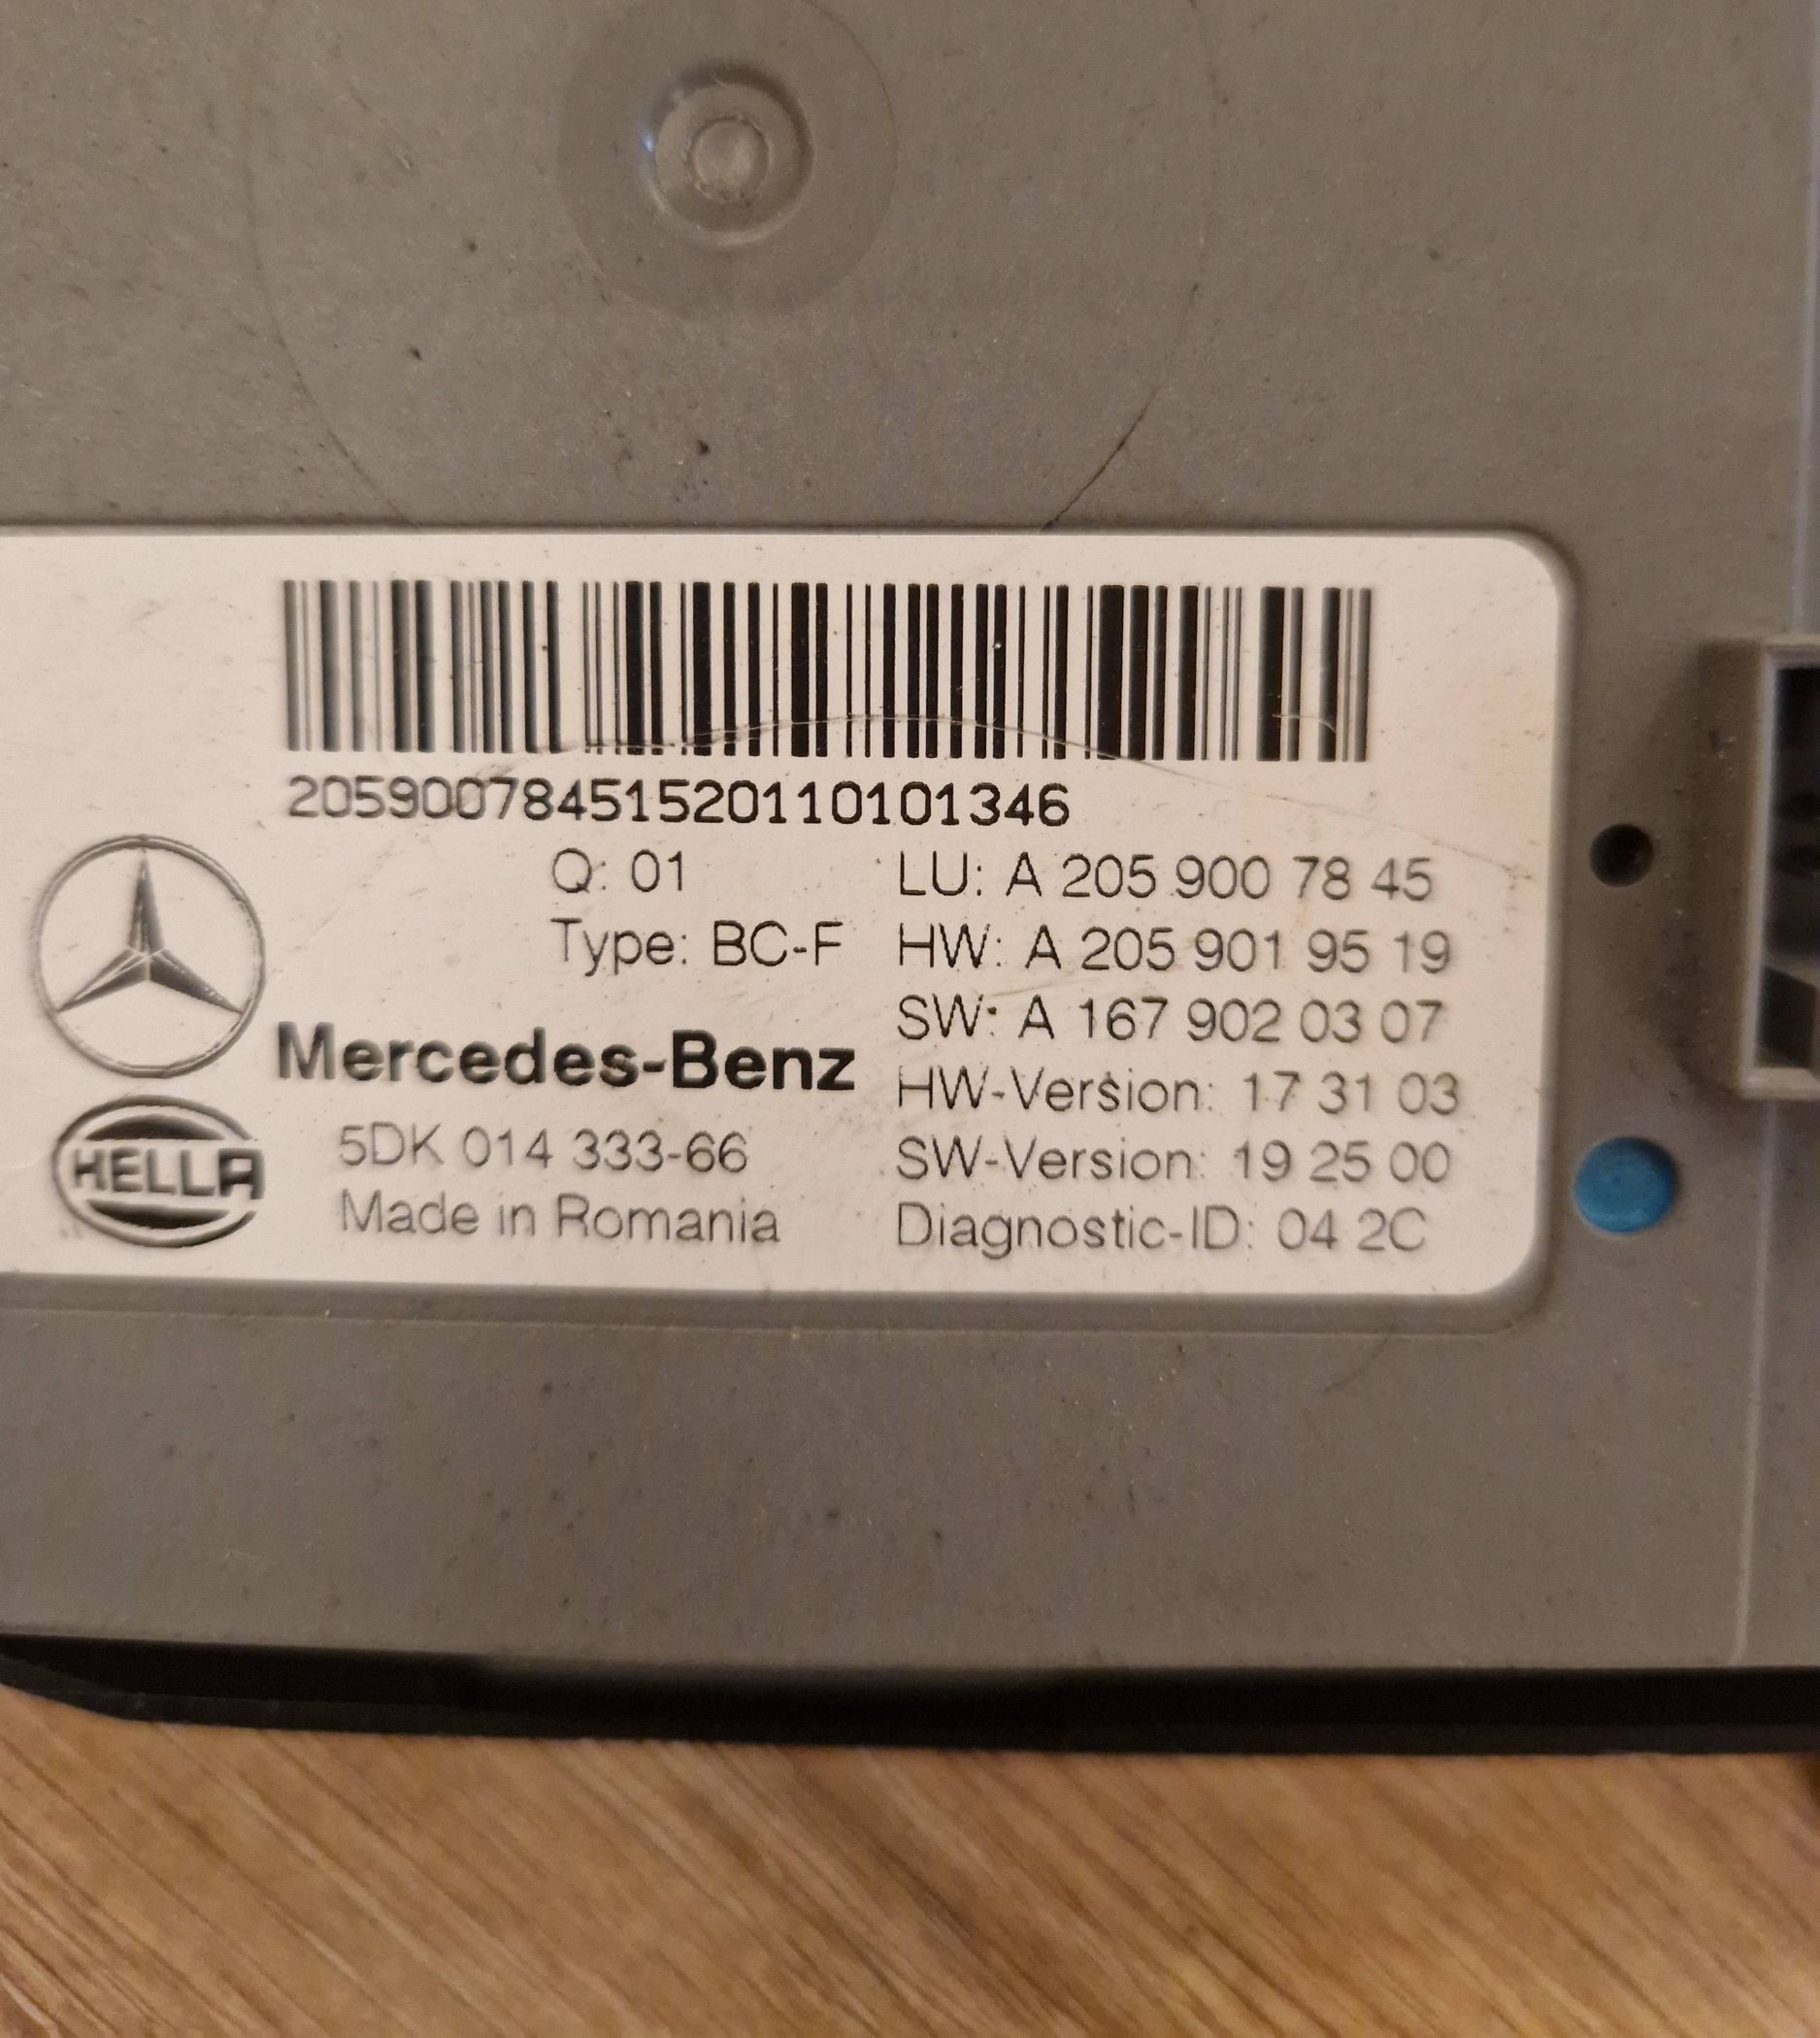 2059007845152011010​1346
Q: 01
LU: A 205 900 78 45
Type: BC-F
HW: A 205 901 95 19
SW: A 167 902 03 07
Mercedes-Benz
HW-Version: 17 31 03
HELLA
5DK 014 333-66
SW-Version: 19 25 00
Made in Romania
Diagnostic-ID: 04 2C